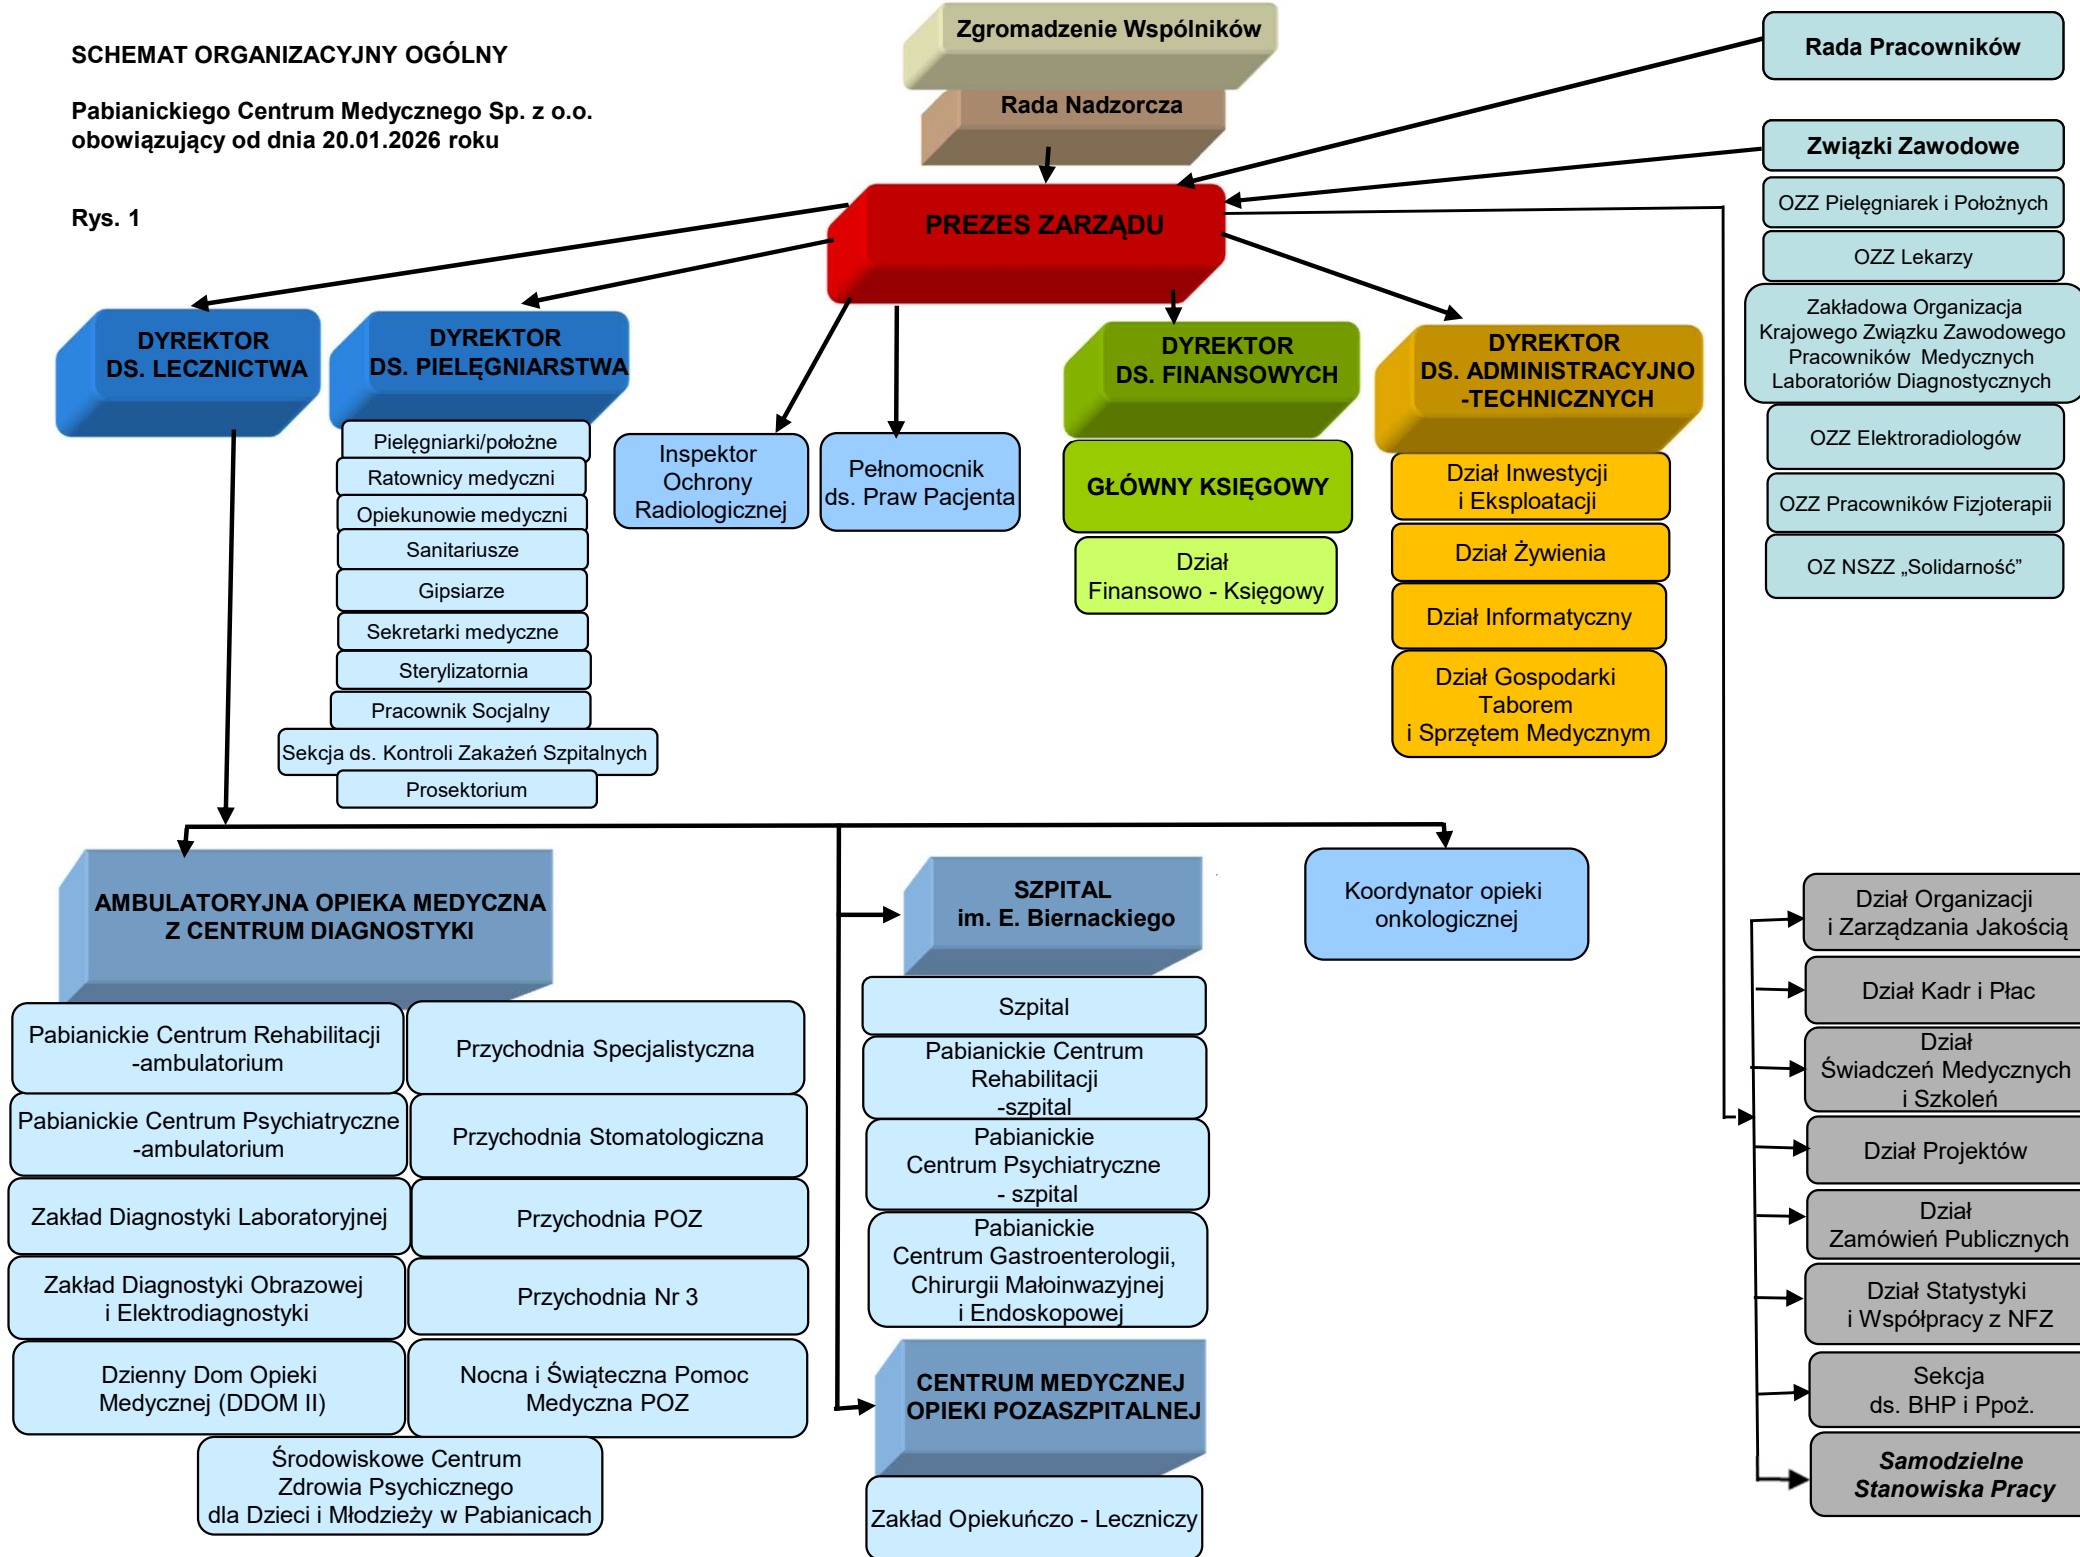 SCHEMAT ORGANIZACYJNY OGÓLNY
Pabianickiego Centrum Medycznego Sp. z o.o.
obowiązujący od dnia 20.01.2026 roku
Rys. 1
Zgromadzenie Wspólników
Rada Nadzorcza
PREZES ZARZĄDU
Rada Pracowników
Związki Zawodowe
OZZ Pielęgniarek i Położnych
OZZ Lekarzy
Zakładowa Organizacja
Krajowego Związku Zawodowego
Pracowników Medycznych
Laboratoriów Diagnostycznych
OZZ Elektroradiologów
OZZ Pracowników Fizjoterapii
OZ NSZZ „Solidarność”
DYREKTOR
DS. LECZNICTWA
DYREKTOR
DS. PIELĘGNIARSTWA
Pielęgniarki/położne
Ratownicy medyczni
Opiekunowie medyczni
Sanitariusze
Gipsiarze
Sekretarki medyczne
Sterylizatornia
Pracownik Socjalny
Sekcja ds. Kontroli Zakażeń Szpitalnych
Prosektorium
Inspektor
Ochrony
Radiologicznej
Pełnomocnik
ds. Praw Pacjenta
DYREKTOR
DS. FINANSOWYCH
GŁÓWNY KSIĘGOWY
Dział
Finansowo - Księgowy
DYREKTOR
DS. ADMINISTRACYJNO
-TECHNICZNYCH
Dział Inwestycji
i Eksploatacji
Dział Żywienia
Dział Informatyczny
Dział Gospodarki
Taborem
i Sprzętem Medycznym
AMBULATORYJNA OPIEKA MEDYCZNA
Z CENTRUM DIAGNOSTYKI
Pabianickie Centrum Rehabilitacji
-ambulatorium
Przychodnia Specjalistyczna
Pabianickie Centrum Psychiatryczne
-ambulatorium
Przychodnia Stomatologiczna
Zakład Diagnostyki Laboratoryjnej
Przychodnia POZ
Zakład Diagnostyki Obrazowej
i Elektrodiagnostyki
Przychodnia Nr 3
Dzienny Dom Opieki
Medycznej (DDOM II)
Nocna i Świąteczna Pomoc
Medyczna POZ
Środowiskowe Centrum
Zdrowia Psychicznego
dla Dzieci i Młodzieży w Pabianicach
SZPITAL
im. E. Biernackiego
Szpital
Pabianickie Centrum
Rehabilitacji
-szpital
Pabianickie
Centrum Psychiatryczne
- szpital
Pabianickie
Centrum Gastroenterologii,
Chirurgii Małoinwazyjnej
i Endoskopowej
CENTRUM MEDYCZNEJ
OPIEKI POZASZPITALNEJ
Zakład Opiekuńczo - Leczniczy
Koordynator opieki
onkologicznej
Dział Organizacji
i Zarządzania Jakością
Dział Kadr i Płac
Dział
Świadczeń Medycznych
i Szkoleń
Dział Projektów
Dział
Zamówień Publicznych
Dział Statystyki
i Współpracy z NFZ
Sekcja
ds. BHP i Ppoż.
Samodzielne
Stanowiska Pracy